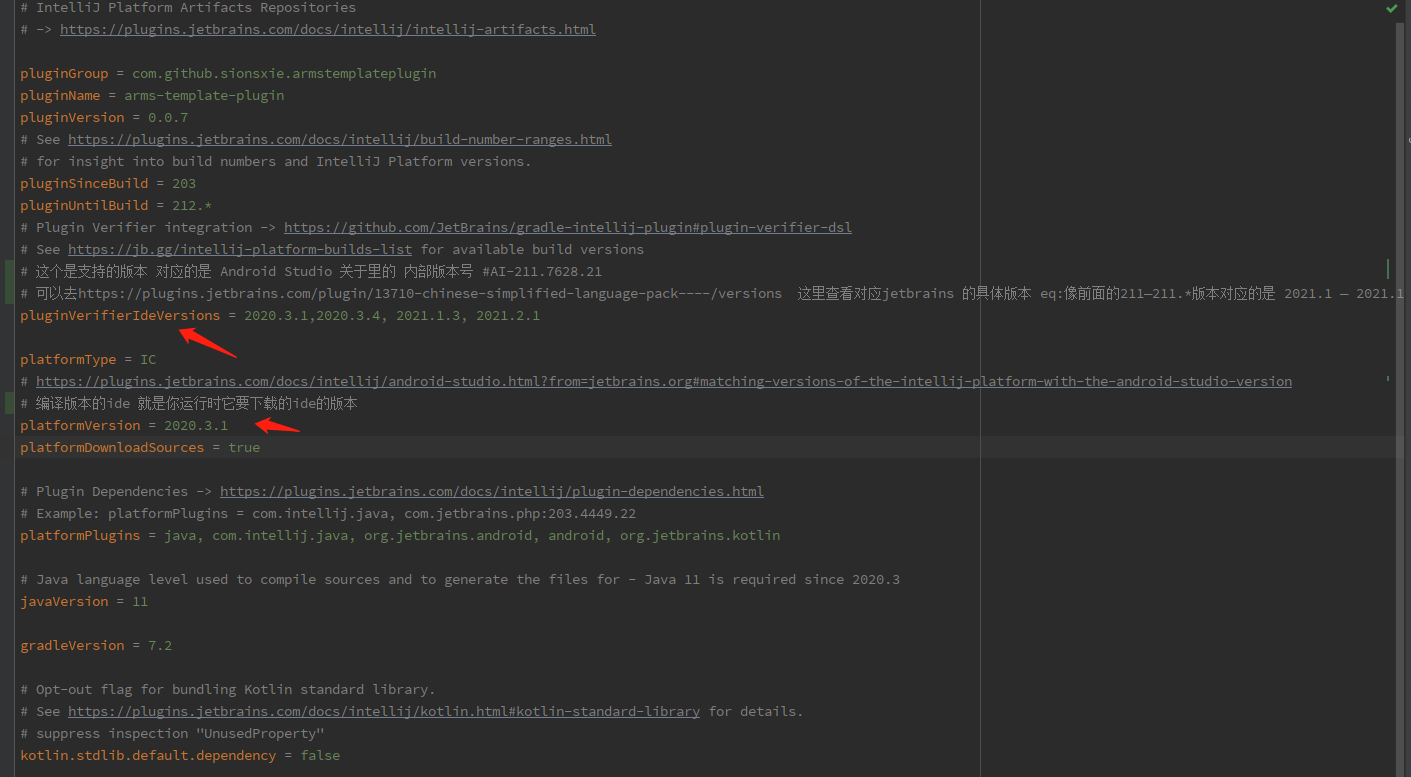 # IntelliJ Platform Artifacts Repositories
# -> https://plugins.jetbrains.com/docs/intellij/intellij-artifacts.html
pluginGroup = com.github.sionsxie.armstemplateplugin
pluginName = arms-template-plugin
pluginVersion = 0.0.7
# See https://plugins.jetbrains.com/docs/intellij/build-number-ranges.html
# for insight into build numbers and IntelliJ Platform versions.
pluginSinceBuild = 203
pluginUntilBuild = 212.*
# Plugin Verifier integration -> https://github.com/JetBrains/gradle-intellij-plugin#plugin-verifier-dsl
# See https://jb.gg/intellij-platform-builds-list for available build versions
# 这个是支持的版本 对应的是 Android Studio 关于里的 内部版本号 #AI-211.7628.21
# 可以去https://plugins.jetbrains.com/plugin/13710-chinese-simplified-language-pack----/versions 这里查看对应jetbrains 的具体版本 eq:像前面的211—211.*版本对应的是 2021.1 — 2021.1
pluginVerifierIdeVersions = 2020.3.1,2020.3.4, 2021.1.3, 2021.2.1
platformType = IC
# https://plugins.jetbrains.com/docs/intellij/android-studio.html?from=jetbrains.org#matching-versions-of-the-intellij-platform-with-the-android-studio-version
# 编译版本的ide 就是你运行时它要下载的ide的版本
platformVersion = 2020.3.1
platformDownloadSources = true
# Plugin Dependencies -> https://plugins.jetbrains.com/docs/intellij/plugin-dependencies.html
# Example: platformPlugins = com.intellij.java, com.jetbrains.php:203.4449.22
platformPlugins = java, com.intellij.java, org.jetbrains.android, android, org.jetbrains.kotlin
# Java language level used to compile sources and to generate the files for - Java 11 is required since 2020.3
javaVersion = 11
gradleVersion = 7.2
# Opt-out flag for bundling Kotlin standard library.
# See https://plugins.jetbrains.com/docs/intellij/kotlin.html#kotlin-standard-library for details.
# suppress inspection "UnusedProperty"
kotlin.stdlib.default.dependency = false